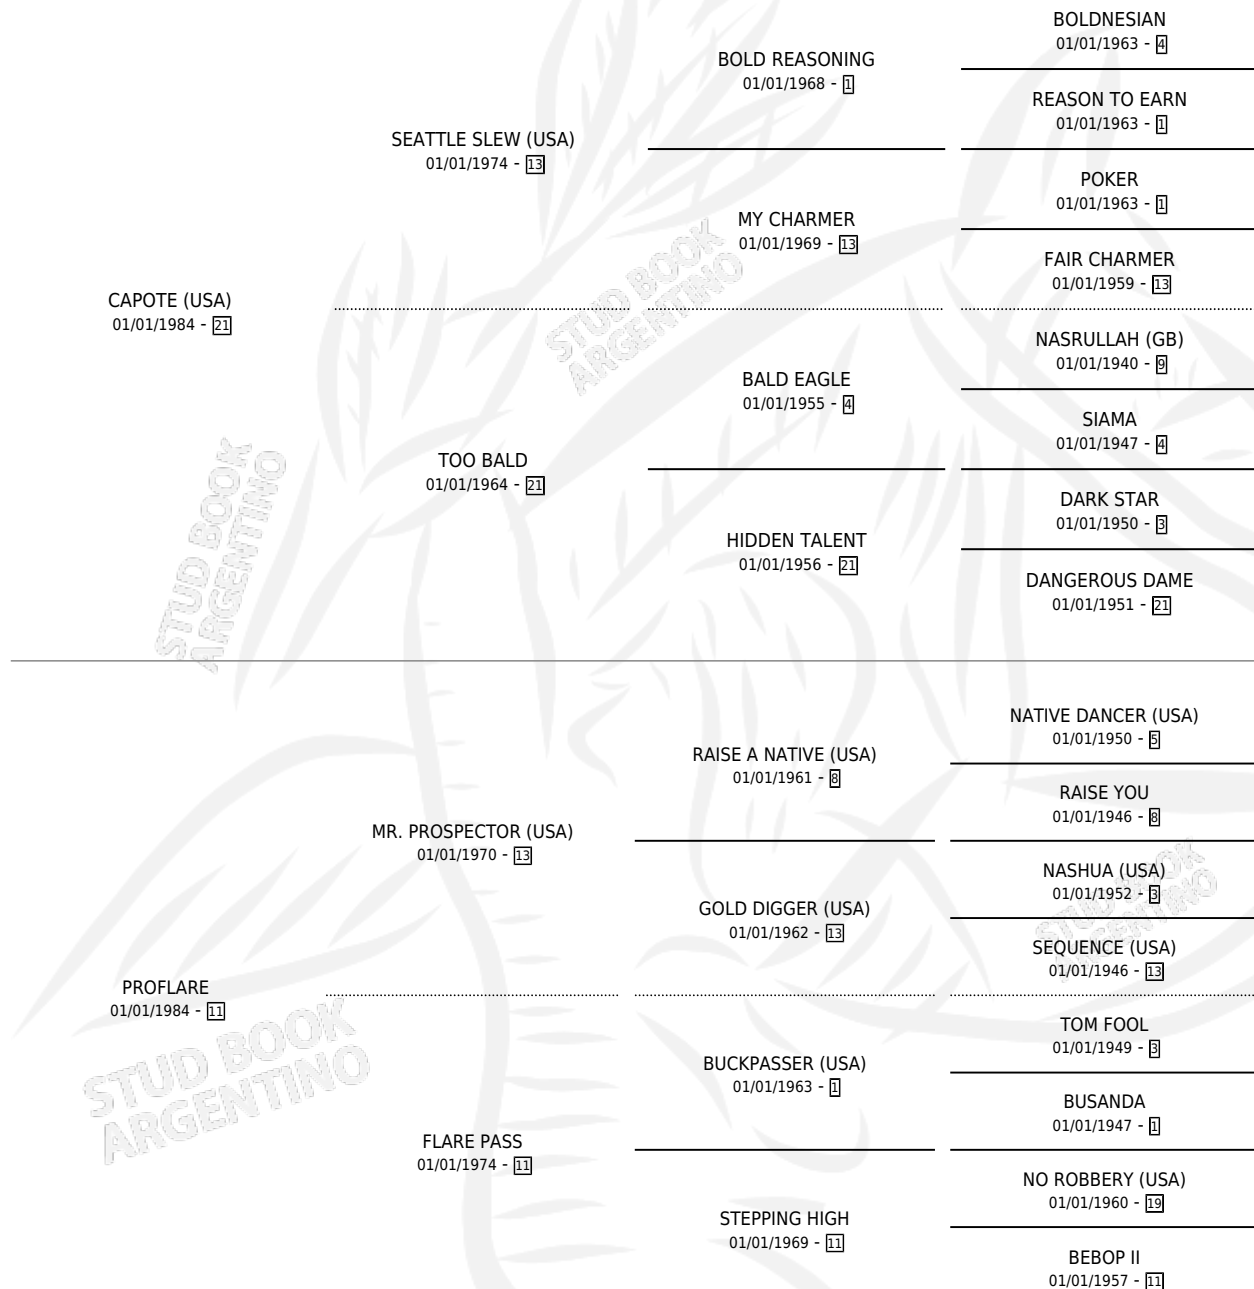 CAPOTE (USA)
01/01/1984 - 21
SEATTLE SLEW (USA)
01/01/1974 - 13
TOO BALD
01/01/1964 - 21
BOLD REASONING
01/01/1968 - 1
MY CHARMER
01/01/1969 - 13
BALD EAGLE
01/01/1955 - 4
HIDDEN TALENT
01/01/1956 - 21
BOLDNESIAN
01/01/1963 - 4
REASON TO EARN
01/01/1963 - 1
POKER
01/01/1963 - 1
FAIR CHARMER
01/01/1959 - 13
NASRULLAH (GB)
01/01/1940 - 9
SIAMA
01/01/1947 - 4
DARK STAR
01/01/1950 - 3
DANGEROUS DAME
01/01/1951 - 21
PROFLARE
01/01/1984 - 11
MR. PROSPECTOR (USA)
01/01/1970 - 13
FLARE PASS
01/01/1974 - 11
RAISE A NATIVE (USA)
01/01/1961 - 8
GOLD DIGGER (USA)
01/01/1962 - 13
BUCKPASSER (USA)
01/01/1963 - 1
STEPPING HIGH
01/01/1969 - 11
NATIVE DANCER (USA)
01/01/1950 - 5
RAISE YOU
01/01/1946 - 8
NASHUA (USA)
01/01/1952 - 3
SEQUENCE (USA)
01/01/1946 - 13
TOM FOOL
01/01/1949 - 3
BUSANDA
01/01/1947 - 1
NO ROBBERY (USA)
01/01/1960 - 19
BEBOP II
01/01/1957 - 11
STUD BOOK
ARGENTINO
STUD BOOK
ARGENTINO
STUD BOOK
ARGENTINO
STUD BOOK
ARGENTINO